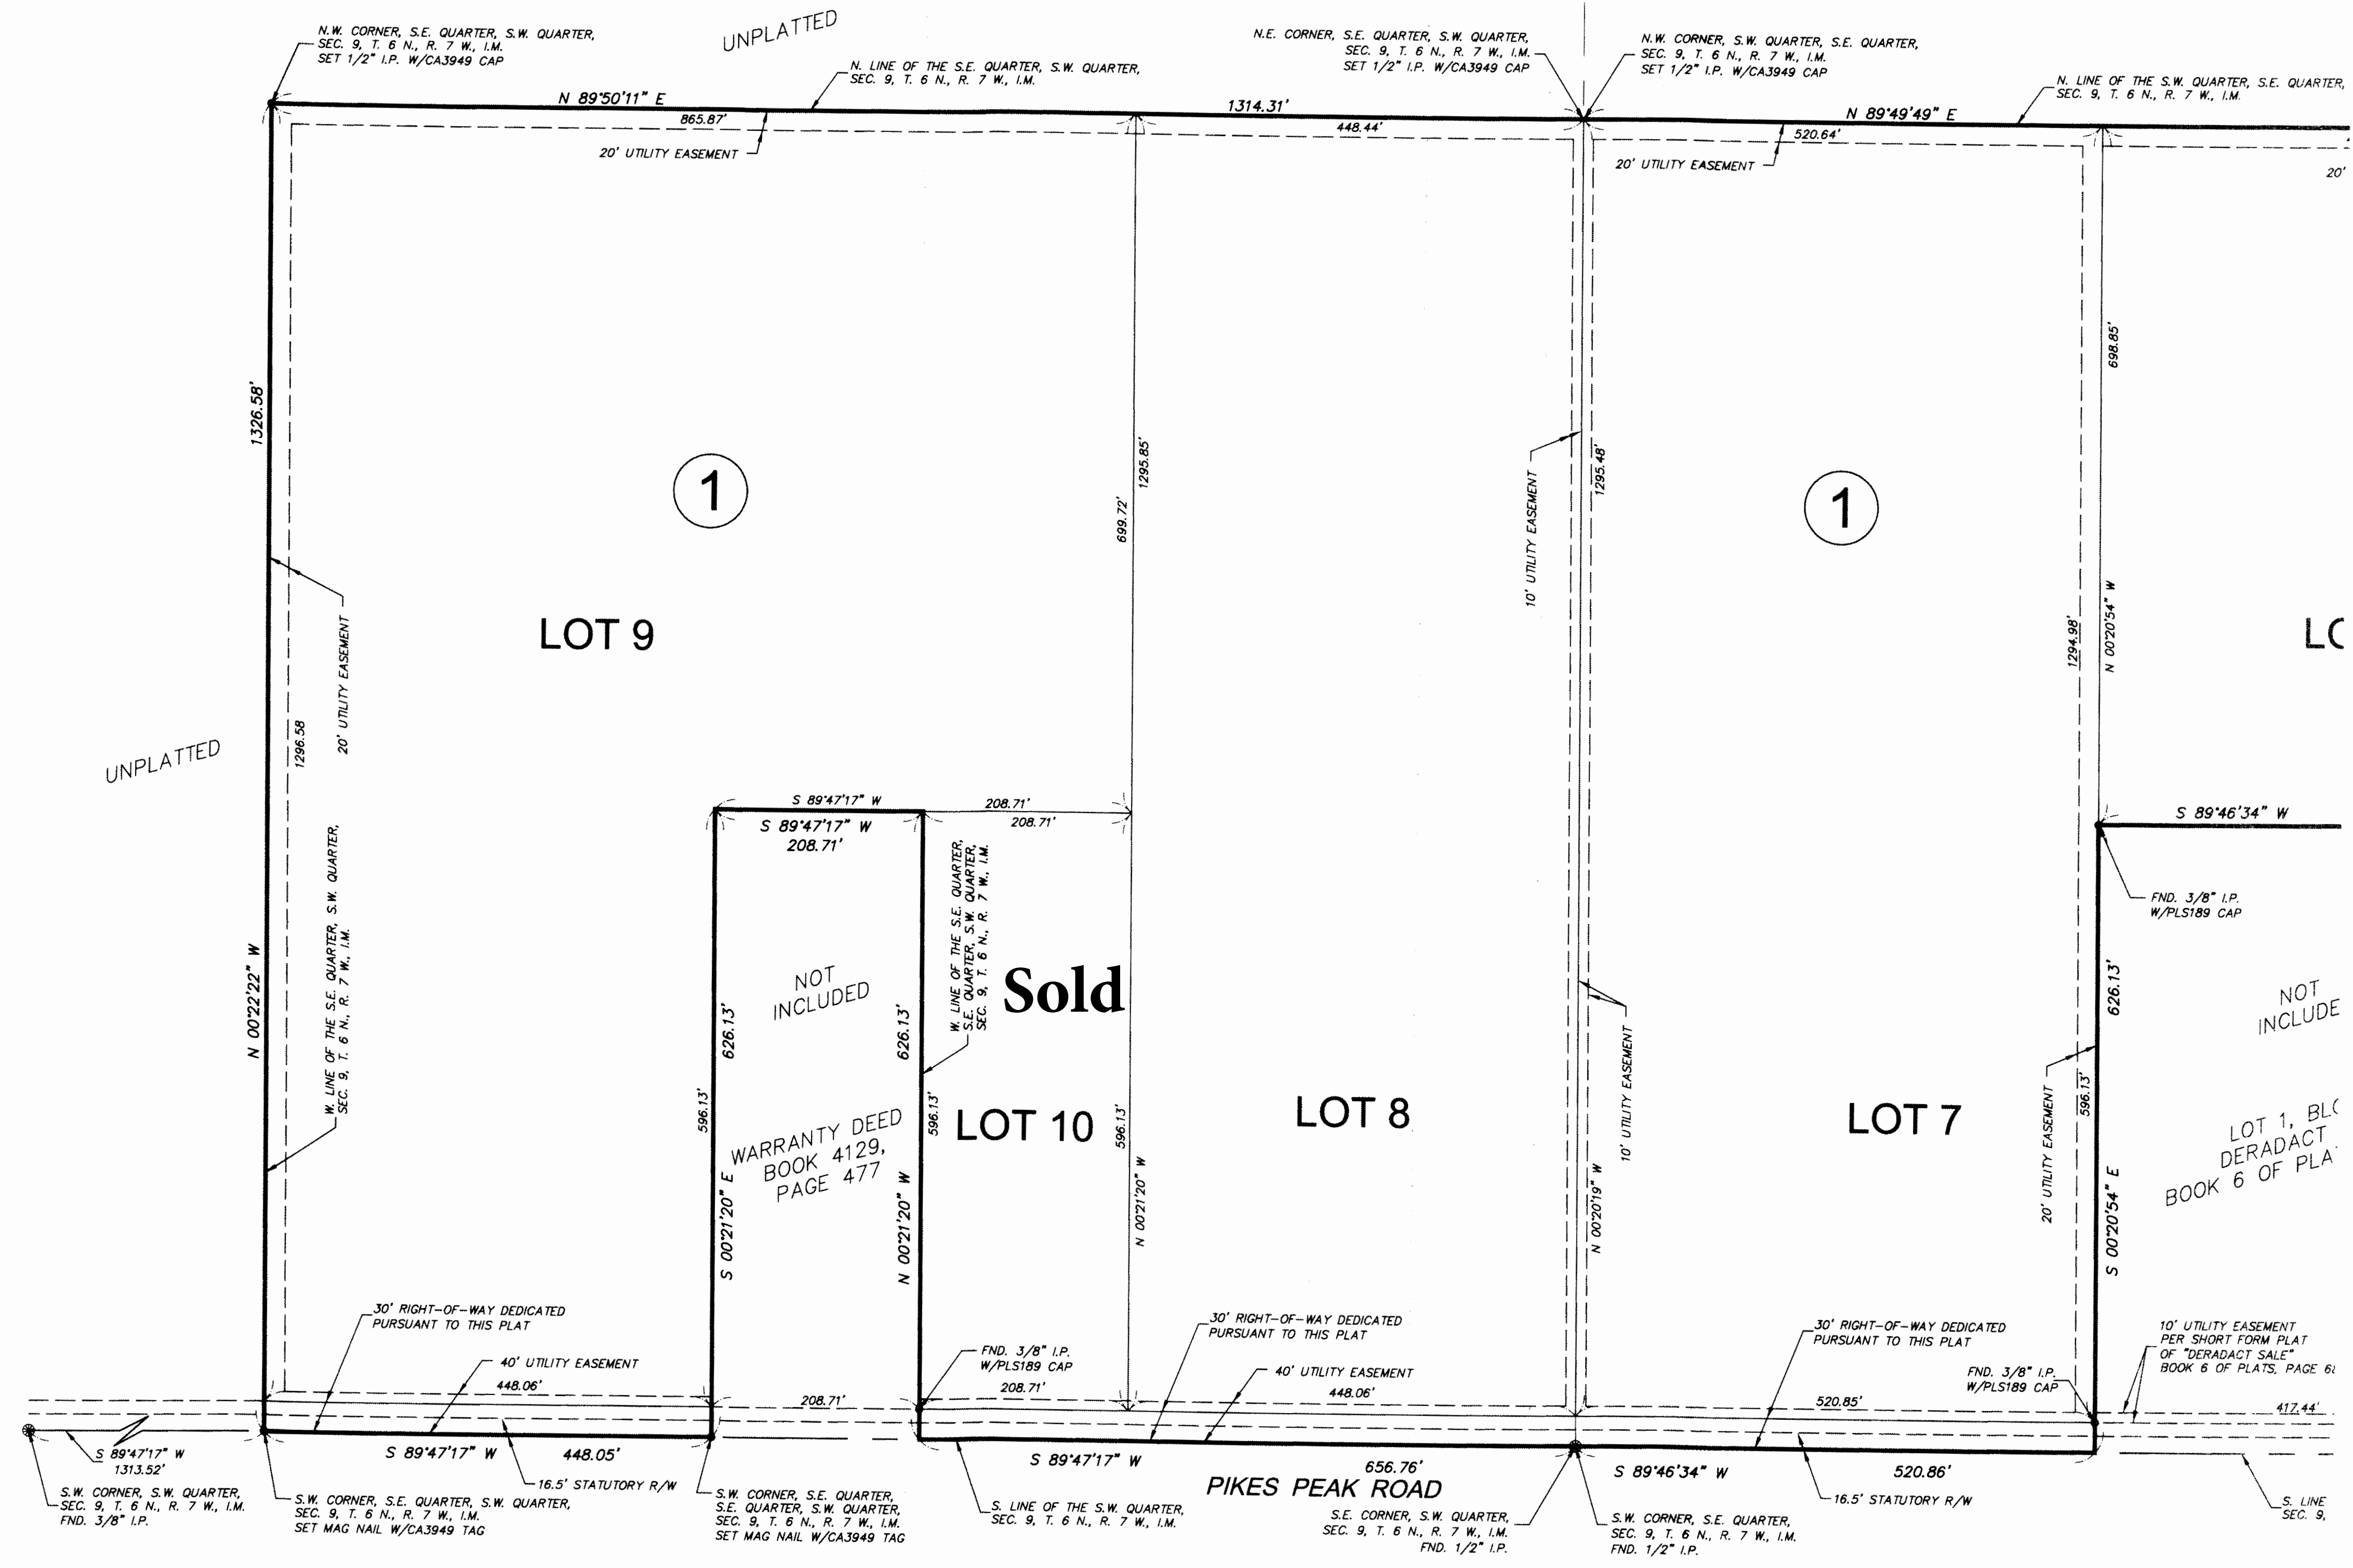 UNPLATTED
N.W. CORNER, S.E. QUARTER, S.W. QUARTER,
SEC. 9, T. 6 N., R. 7 W., I.M.
SET 1/2" I.P. W/CA3949 CAP
N. LINE OF THE S.E. QUARTER, S.W. QUARTER,
SEC. 9, T. 6 N., R. 7 W., I.M.
N.E. CORNER, S.E. QUARTER, S.W. QUARTER,
SEC. 9, T. 6 N., R. 7 W., I.M.
SET 1/2" I.P. W/CA3949 CAP
N.W. CORNER, S.W. QUARTER, S.E. QUARTER,
SEC. 9, T. 6 N., R. 7 W., I.M.
SET 1/2" I.P. W/CA3949 CAP
N. LINE OF THE S.W. QUARTER, S.E. QUARTER,
SEC. 9, T. 6 N., R. 7 W., I.M.
N 89°50'11" E
1314.31'
N 89°49'49" E
865.87'
448.44'
520.64'
20' UTILITY EASEMENT
20' UTILITY EASEMENT
20'
1326.58'
1295.85'
699.72'
10' UTILITY EASEMENT
1295.48'
698.85'
1
1
LOT 9
20' UTILITY EASEMENT
1296.58
UNPLATTED
1294.98'
N 00°20'54" W
S 89°47'17" W
208.71'
S 89°47'17" W
208.71'
208.71'
S 89°46'34" W
W. LINE OF THE S.E. QUARTER, S.W. QUARTER,
SEC. 9, T. 6 N., R. 7 W., I.M.
N 00°22'22" W
W. LINE OF THE S.E. QUARTER,
S.E. QUARTER, S.W. QUARTER,
SEC. 9, T. 6 N., R. 7 W., I.M.
FND. 3/8" I.P.
W/PLS189 CAP
NOT
INCLUDED
Sold
626.13'
626.13'
626.13'
NOT
INCLUDE
596.13'
596.13'
596.13'
596.13'
WARRANTY DEED
BOOK 4129,
PAGE 477
LOT 10
LOT 8
LOT 7
10' UTILITY EASEMENT
20' UTILITY EASEMENT
LOT 1,
DERADACT
BOOK 6 OF
S 00°21'20" E
N 00°21'20" W
N 00°21'20" W
N 00°20'19" W
S 00°20'54" E
30' RIGHT-OF-WAY DEDICATED
PURSUANT TO THIS PLAT
40' UTILITY EASEMENT
448.06'
208.71'
FND. 3/8" I.P.
W/PLS189 CAP
208.71'
30' RIGHT-OF-WAY DEDICATED
PURSUANT TO THIS PLAT
40' UTILITY EASEMENT
448.06'
30' RIGHT-OF-WAY DEDICATED
PURSUANT TO THIS PLAT
FND. 3/8" I.P.
W/PLS189 CAP
520.85'
10' UTILITY EASEMENT
PER SHORT FORM PLAT
OF "DERADACT SALE"
BOOK 6 OF PLATS, PAGE
417.44'
S 89°47'17" W
1313.52'
S 89°47'17" W
448.05'
16.5' STATUTORY R/W
S 89°47'17" W
656.76'
PIKES PEAK ROAD
S 89°46'34" W
520.86'
16.5' STATUTORY R/W
S.W. CORNER, S.W. QUARTER,
SEC. 9, T. 6 N., R. 7 W., I.M.
FND. 3/8" I.P.
S.W. CORNER, S.E. QUARTER, S.W. QUARTER,
SEC. 9, T. 6 N., R. 7 W., I.M.
SET MAG NAIL W/CA3949 TAG
S.W. CORNER, S.E. QUARTER,
S.E. QUARTER, S.W. QUARTER,
SEC. 9, T. 6 N., R. 7 W., I.M.
SET MAG NAIL W/CA3949 TAG
S. LINE OF THE S.W. QUARTER,
SEC. 9, T. 6 N., R. 7 W., I.M.
S.E. CORNER, S.W. QUARTER,
SEC. 9, T. 6 N., R. 7 W., I.M.
FND. 1/2" I.P.
S.W. CORNER, S.E. QUARTER,
SEC. 9, T. 6 N., R. 7 W., I.M.
FND. 1/2" I.P.
S. LINE
SEC. 9,